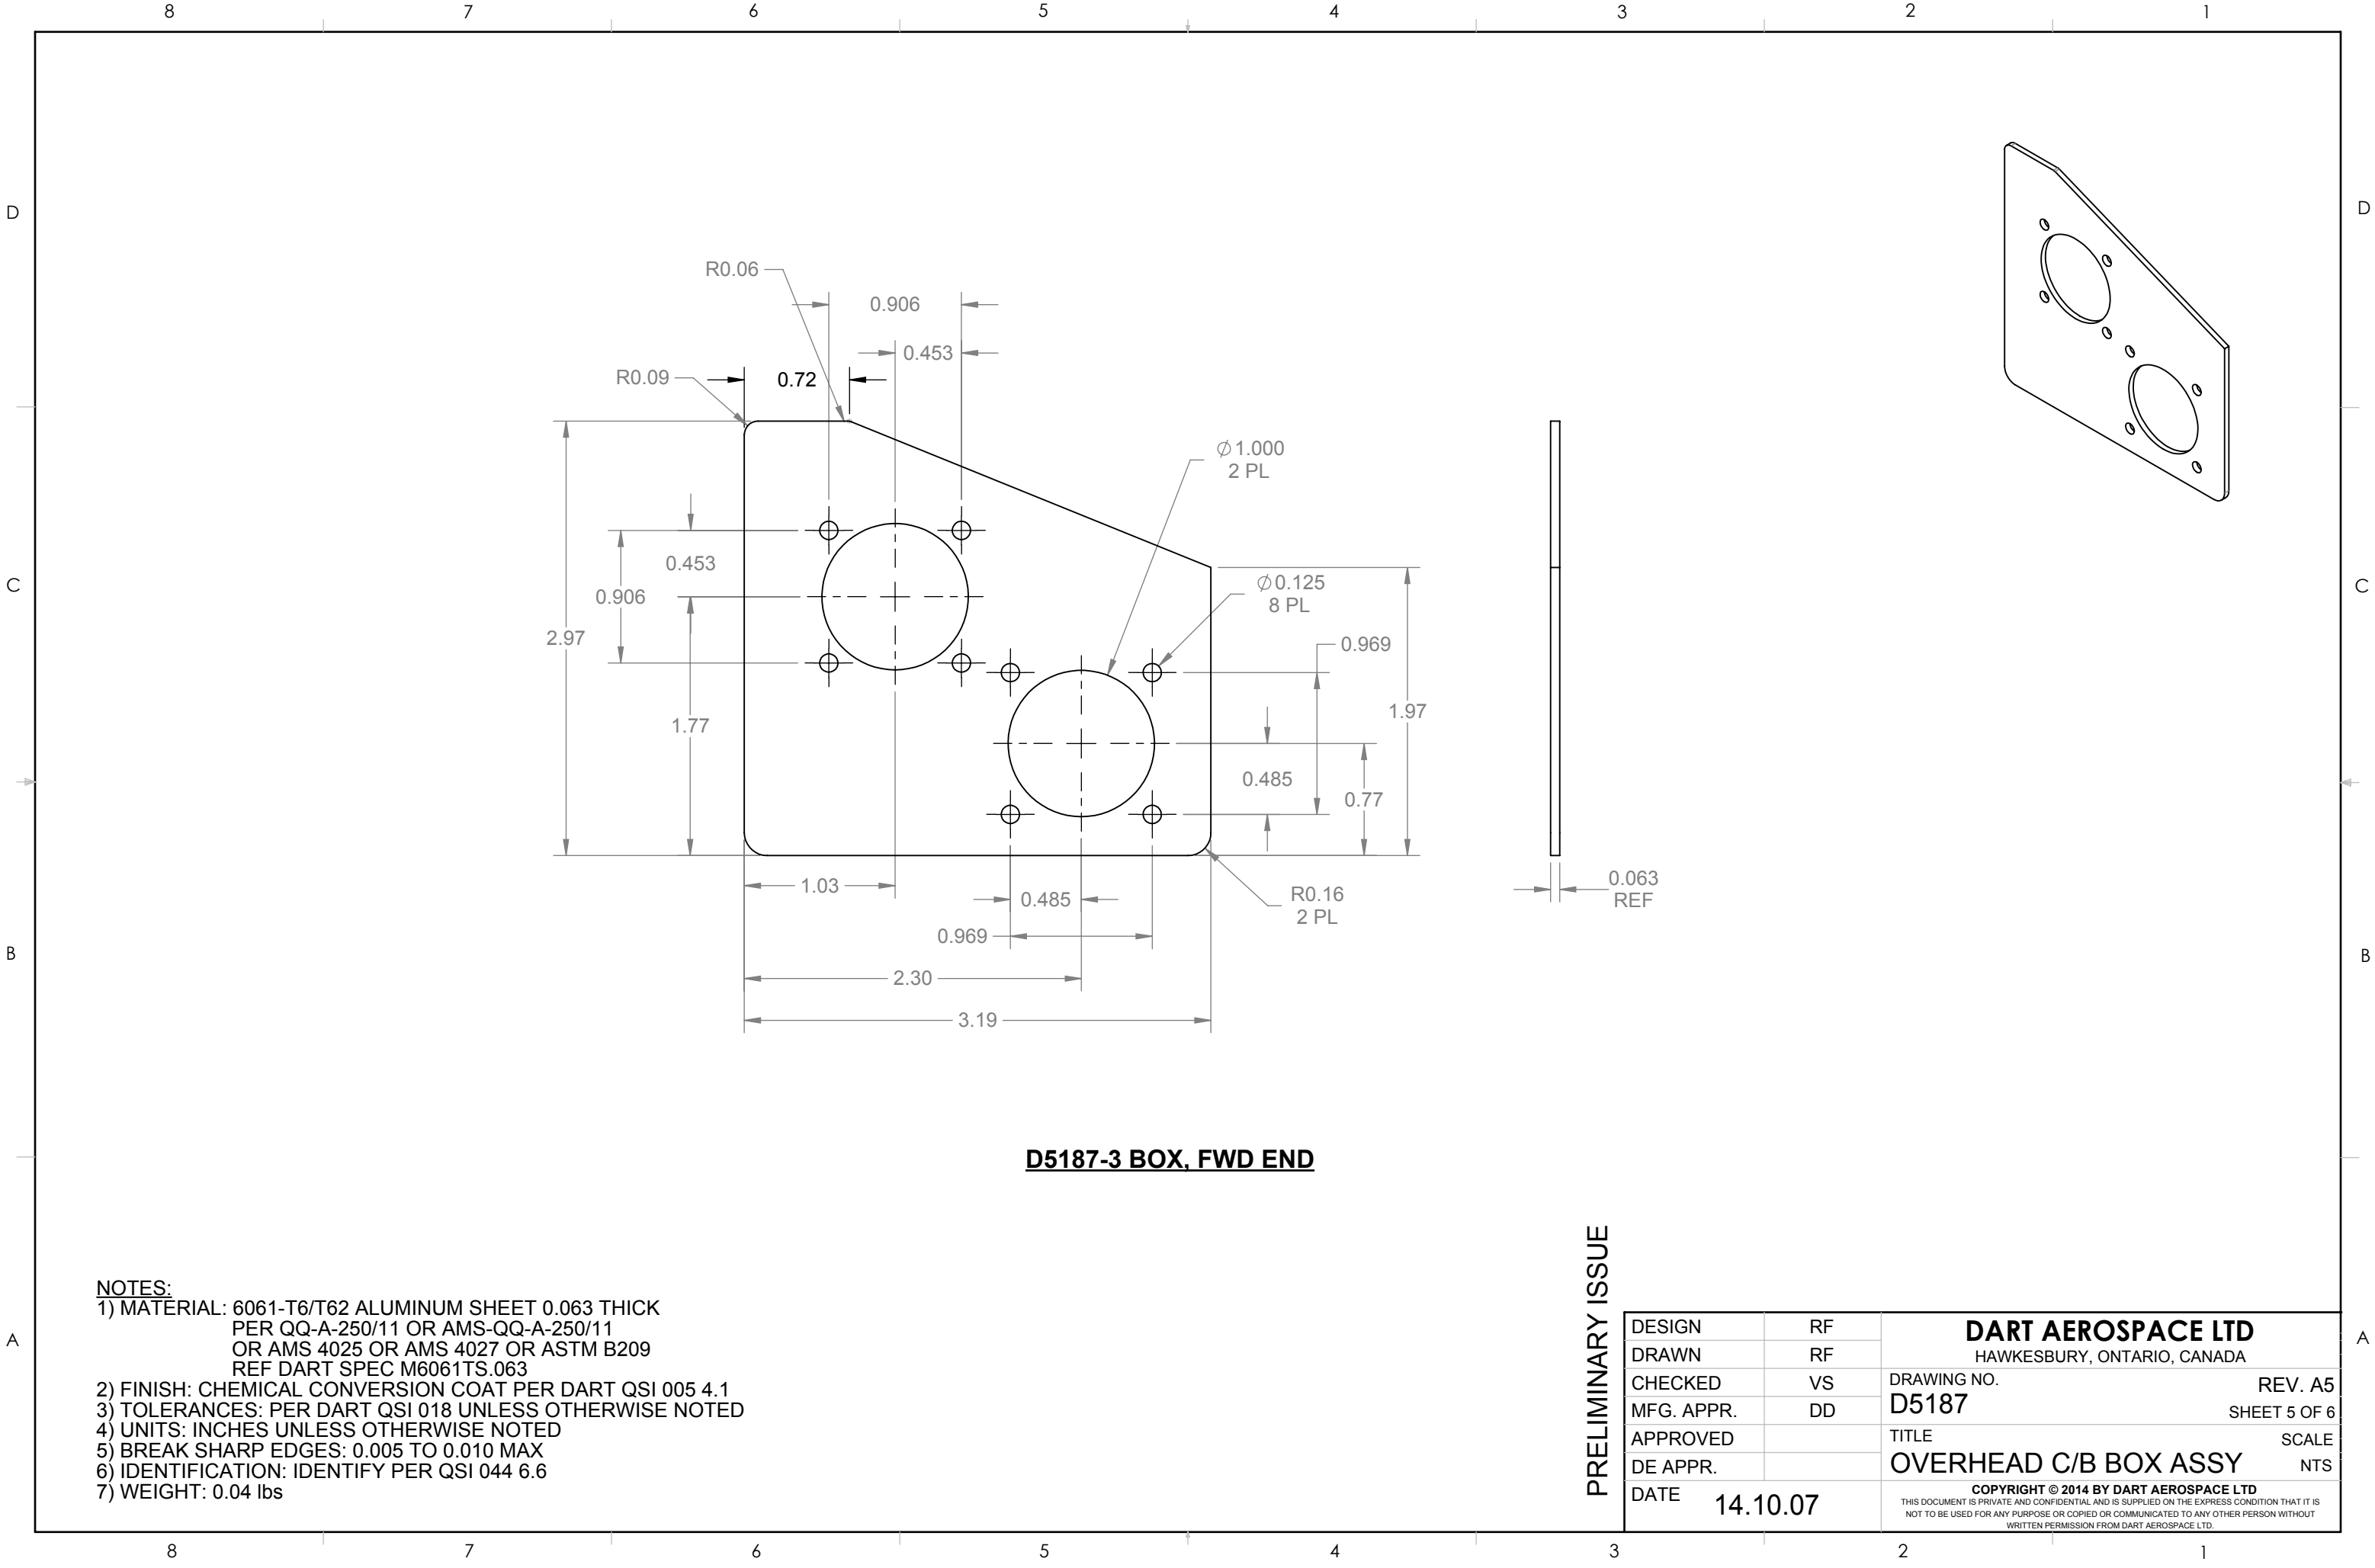 8 7 6 5 4 3 2 1
D D
R0.06
0.906
0.453
R0.09
0.72
Ø1.000
2 PL
0.453
0.906
Ø0.125
8 PL
C C
2.97
0.969
1.77
1.97
0.485
0.77
1.03
0.485
R0.16
2 PL
0.063
REF
0.969
B B
2.30
3.19
D5187-3 BOX, FWD END
PRELIMINARY ISSUE
NOTES:
1) MATERIAL: 6061-T6/T62 ALUMINUM SHEET 0.063 THICK
PER QQ-A-250/11 OR AMS-QQ-A-250/11
OR AMS 4025 OR AMS 4027 OR ASTM B209
REF DART SPEC M6061TS.063
2) FINISH: CHEMICAL CONVERSION COAT PER DART QSI 005 4.1
3) TOLERANCES: PER DART QSI 018 UNLESS OTHERWISE NOTED
4) UNITS: INCHES UNLESS OTHERWISE NOTED
5) BREAK SHARP EDGES: 0.005 TO 0.010 MAX
6) IDENTIFICATION: IDENTIFY PER QSI 044 6.6
7) WEIGHT: 0.04 lbs
A A
DESIGN RF
DRAWN RF
CHECKED VS
MFG. APPR. DD
APPROVED
DE APPR.
DATE 14.10.07
DART AEROSPACE LTD
HAWKESBURY, ONTARIO, CANADA
DRAWING NO. REV. A5
D5187 SHEET 5 OF 6
TITLE SCALE
OVERHEAD C/B BOX ASSY NTS
COPYRIGHT © 2014 BY DART AEROSPACE LTD
THIS DOCUMENT IS PRIVATE AND CONFIDENTIAL AND IS SUPPLIED ON THE EXPRESS CONDITION THAT IT IS
NOT TO BE USED FOR ANY PURPOSE OR COPIED OR COMMUNICATED TO ANY OTHER PERSON WITHOUT
WRITTEN PERMISSION FROM DART AEROSPACE LTD.
8 7 6 5 4 3 2 1